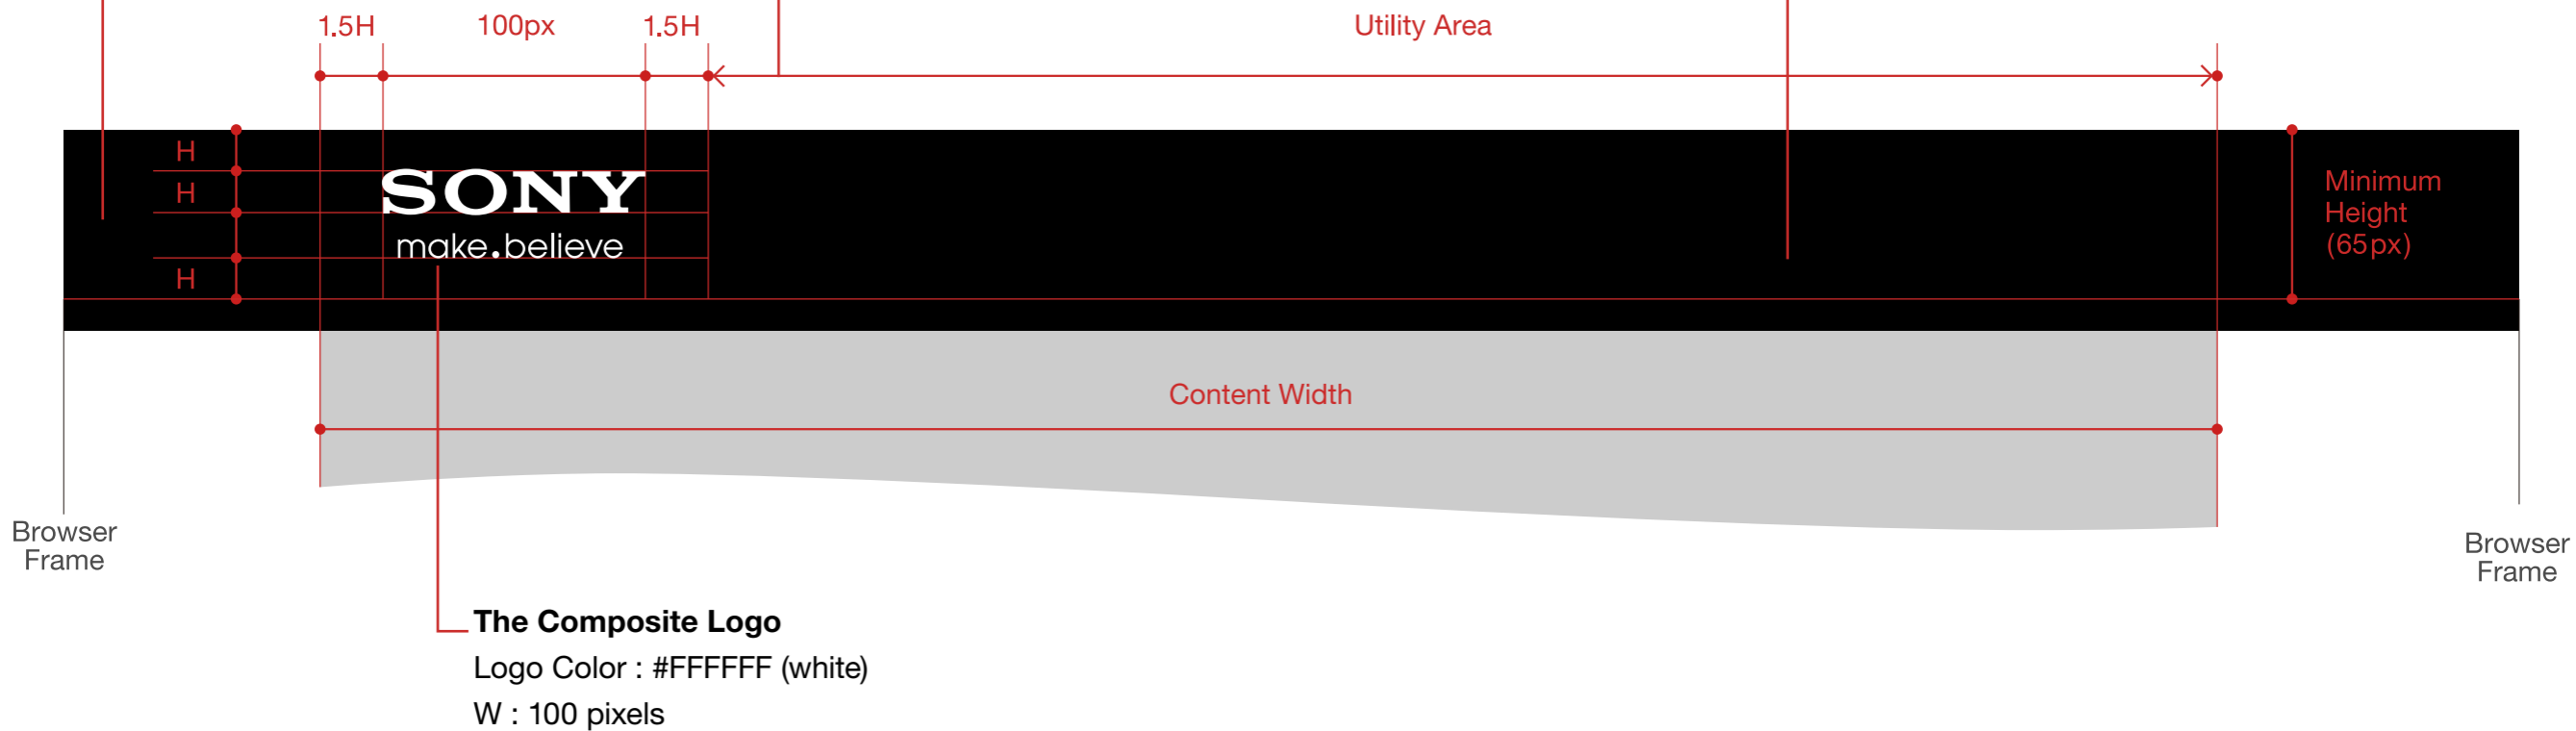 1.5H 100px 1.5H Utility Area
H
H
H
SONY
make.believe
Minimum
Height
(65px)
Content Width
Browser
Frame
Browser
Frame
The Composite Logo
Logo Color : #FFFFFF (white)
W : 100 pixels